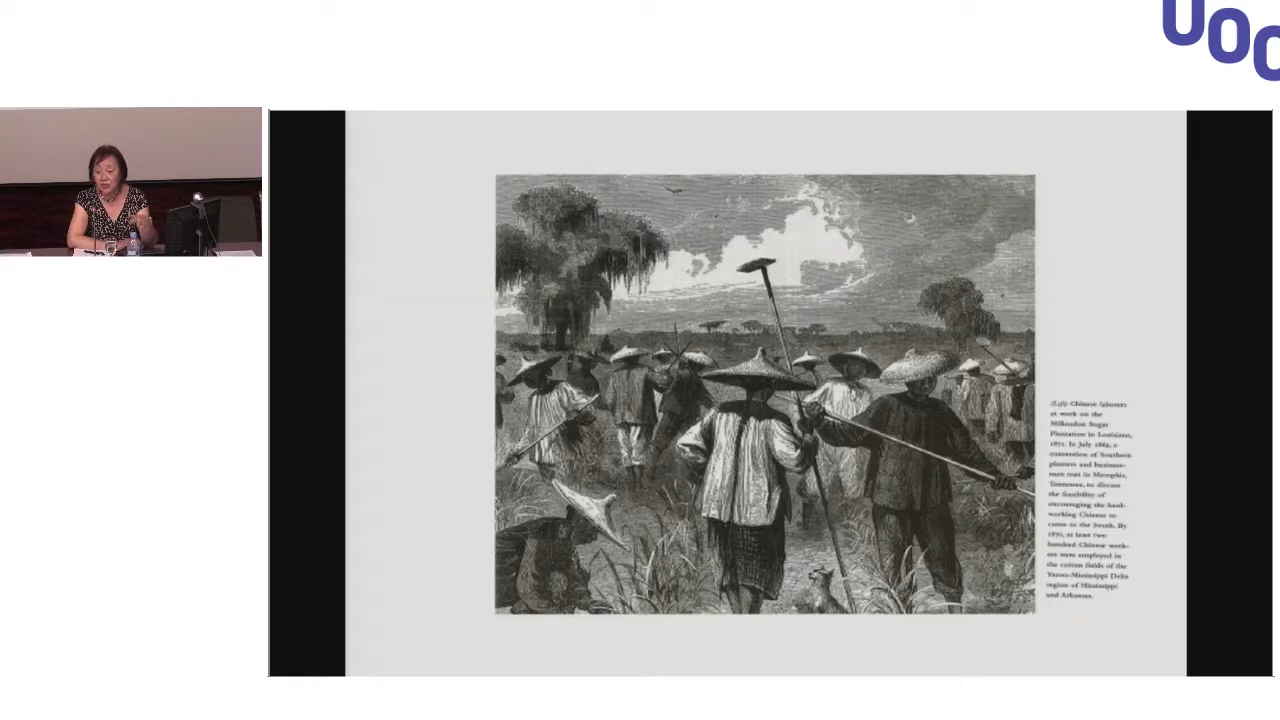 UOC
(Left) Chinese laborers
at work on the
Milloudon Sugar
Plantation in Louisiana,
1871. In July 1869, a
convention of Southern
planters and business-
men met in Memphis,
Tennessee, to discuss
the feasibility of
encouraging the hard-
working Chinese to
come to the South. By
1870, at least two
hundred Chinese work-
ers were employed in
the cotton fields of the
Yazoo-Mississippi Delta
region of Mississippi
and Arkansas.